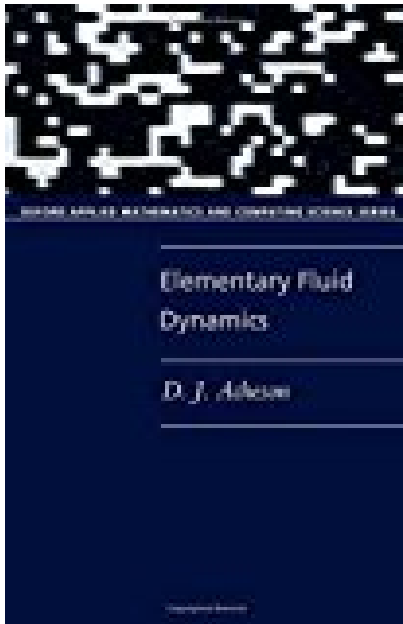 OXFORD APPLIED MATHEMATICS AND COMPUTING SCIENCE SERIES
Elementary Fluid
Dynamics
D. J. Acheson